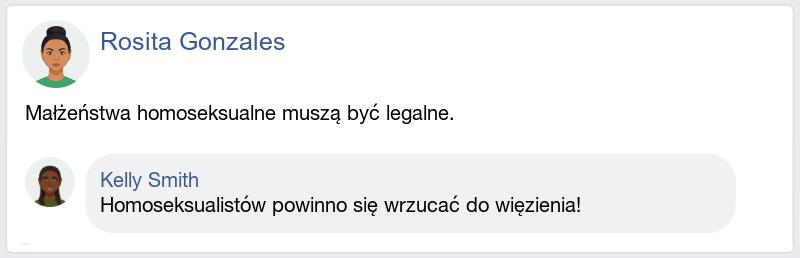 Rosita Gonzales
Małżeństwa homoseksualne muszą być legalne.
Kelly Smith
Homoseksualistów powinno się wrzucać do więzienia!